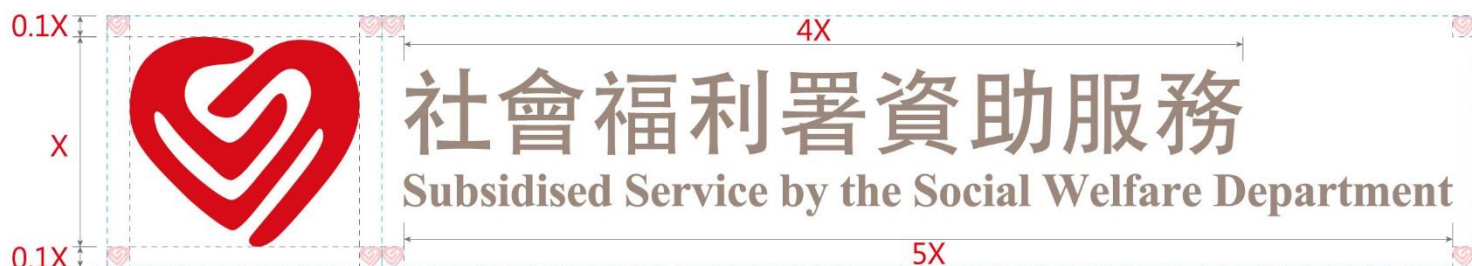 0.1X
4X
社會福利署資助服務
X
Subsidised Service by the Social Welfare Department
0.1X
5X